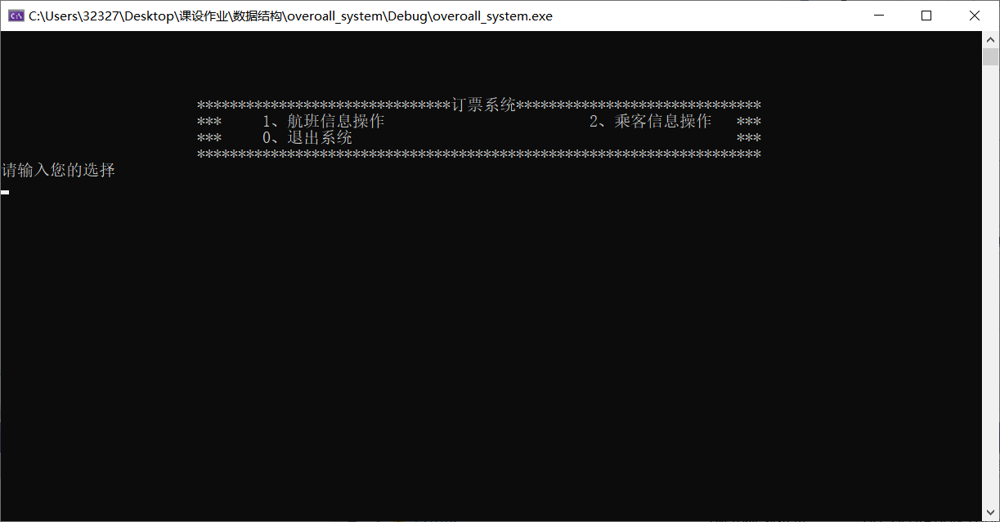 C:\Users\32327\Desktop\课设作业\数据结构\overoall_system\Debug\overoall_system.exe
*******************************订票系统******************************
***     1、航班信息操作                         2、乘客信息操作   ***
***     0、退出系统                                               ***
*********************************************************************
请输入您的选择